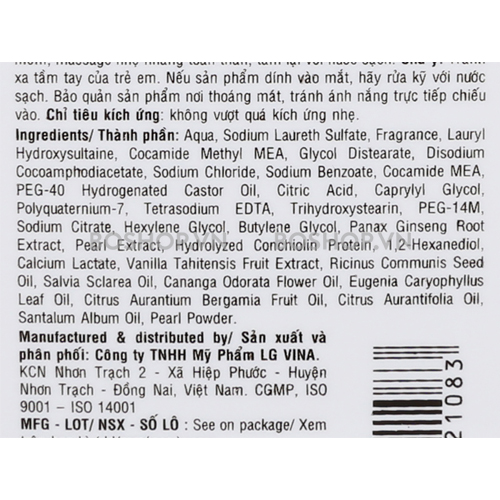 xa tầm tay của trẻ em. Nếu sản phẩm dính vào mắt, hãy rửa kỹ với nước
sạch. Bảo quản sản phẩm nơi thoáng mát, tránh ánh nắng trực tiếp chiếu
vào. Chỉ tiêu kích ứng: không vượt quá kích ứng nhẹ.
Ingredients/ Thành phần: Aqua, Sodium Laureth Sulfate, Fragrance, Lauryl
Hydroxysultaine, Cocamide Methyl MEA, Glycol Distearate, Disodium
Cocoamphodiacetate, Sodium Chloride, Sodium Benzoate, Cocamide MEA,
PEG-40 Hydrogenated Castor Oil, Citric Acid, Caprylyl Glycol,
Polyquaternium-7, Tetrasodium EDTA, Trihydroxystearin, PEG-14M,
Sodium Citrate, Hexylene Glycol, Butylene Glycol, Panax Ginseng Root
Extract, Pearl Extract, Hydrolyzed Conchiolin Protein, 1,2-Hexanediol,
Calcium Lactate, Vanilla Tahitensis Fruit Extract, Ricinus Communis Seed
Oil, Salvia Sclarea Oil, Cananga Odorata Flower Oil, Eugenia Caryophyllus
Leaf Oil, Citrus Aurantium Bergamia Fruit Oil, Citrus Aurantifolia Oil,
Santalum Album Oil, Pearl Powder.
Manufactured & distributed by/ Sản xuất và
phân phối: Công ty TNHH Mỹ Phẩm LG VINA.
KCN Nhơn Trạch 2 - Xã Hiệp Phước - Huyện
Nhơn Trạch - Đồng Nai, Việt Nam. CGMP, ISO
9001 – ISO 14001
MFG - LOT/ NSX - SỐ LÔ : See on package/ Xem
21083
BOSHOP.VN
BOSHOP.VN